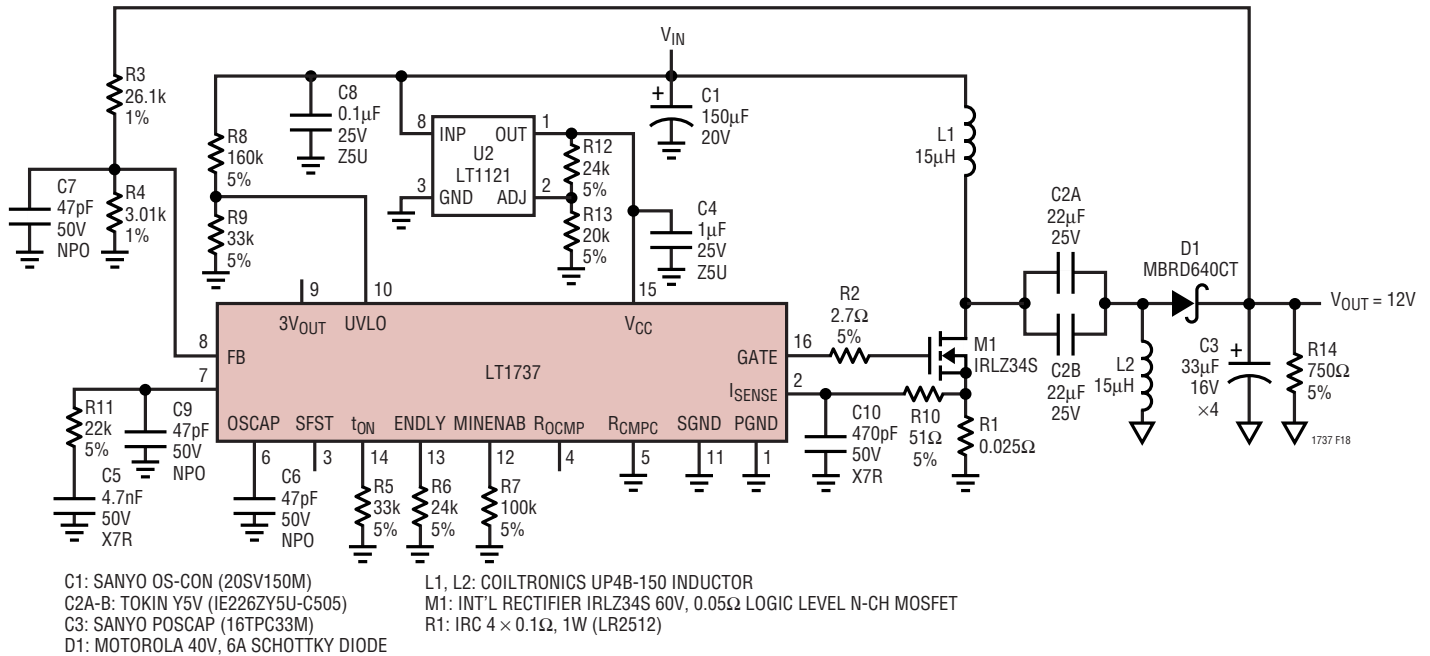 V_IN
R3
26.1k
1%
C8
0.1µF
25V
Z5U
+
C1
150µF
20V
R8
160k
5%
8
INP
OUT
1
U2
LT1121
3
GND
ADJ
2
R12
24k
5%
L1
15µH
C7
47pF
50V
NPO
R4
3.01k
1%
R9
33k
5%
R13
20k
5%
C4
1µF
25V
Z5U
C2A
22µF
25V
D1
MBRD640CT
9
10
15
3V_OUT
UVLO
V_CC
R2
2.7Ω
5%
V_OUT = 12V
8
FB
16
GATE
M1
IRLZ34S
C2B
22µF
25V
L2
15µH
C3
33µF
16V
×4
+
R14
750Ω
5%
7
LT1737
2
I_SENSE
R11
22k
5%
C9
47pF
50V
NPO
OSCAP
SFST
t_ON
ENDLY
MINENAB
R_OCMP
R_CMPC
SGND
PGND
C10
470pF
50V
X7R
R10
51Ω
5%
R1
0.025Ω
1737 F18
6
3
14
13
12
4
5
11
1
C5
4.7nF
50V
X7R
C6
47pF
50V
NPO
R5
33k
5%
R6
24k
5%
R7
100k
5%
C1: SANYO OS-CON (20SV150M)
C2A-B: TOKIN Y5V (IE226ZY5U-C505)
C3: SANYO POSCAP (16TPC33M)
D1: MOTOROLA 40V, 6A SCHOTTKY DIODE
L1, L2: COILTRONICS UP4B-150 INDUCTOR
M1: INT'L RECTIFIER IRLZ34S 60V, 0.05Ω LOGIC LEVEL N-CH MOSFET
R1: IRC 4 × 0.1Ω, 1W (LR2512)